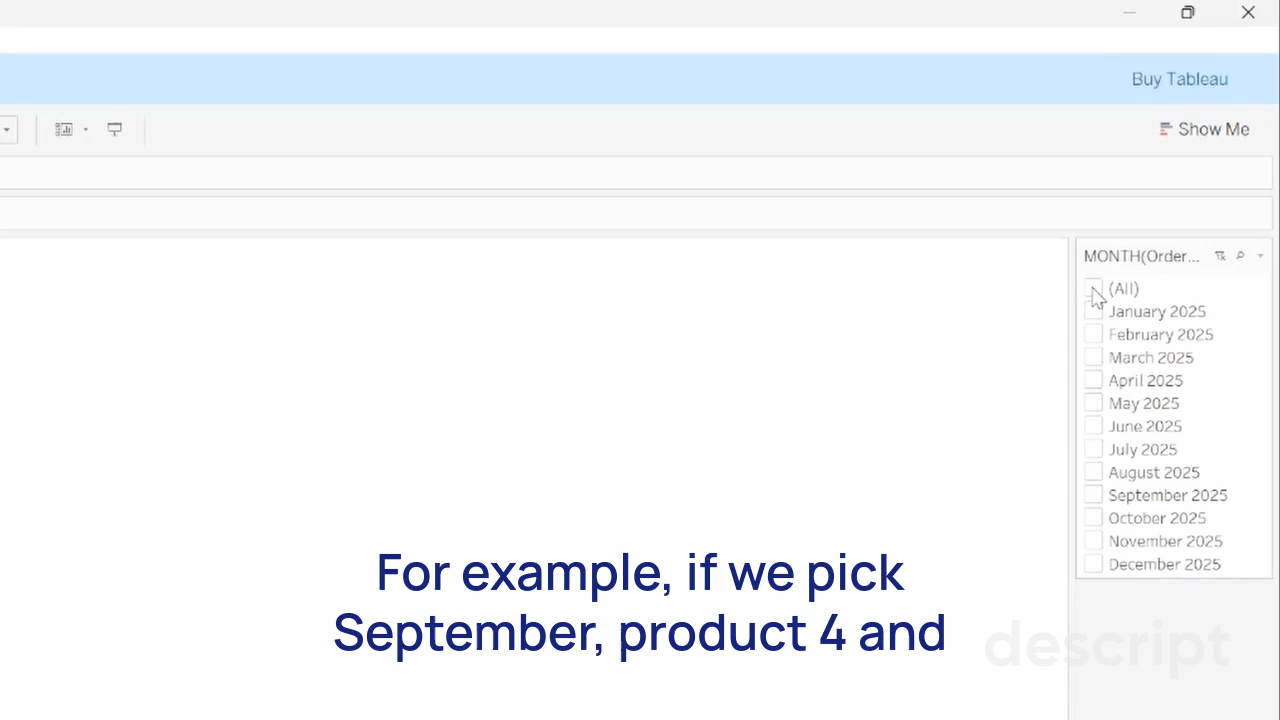 Buy Tableau
Show Me
MONTH(Order...
(All)
January 2025
February 2025
March 2025
April 2025
May 2025
June 2025
July 2025
August 2025
September 2025
October 2025
November 2025
December 2025
For example, if we pick
September, product 4 and
descript